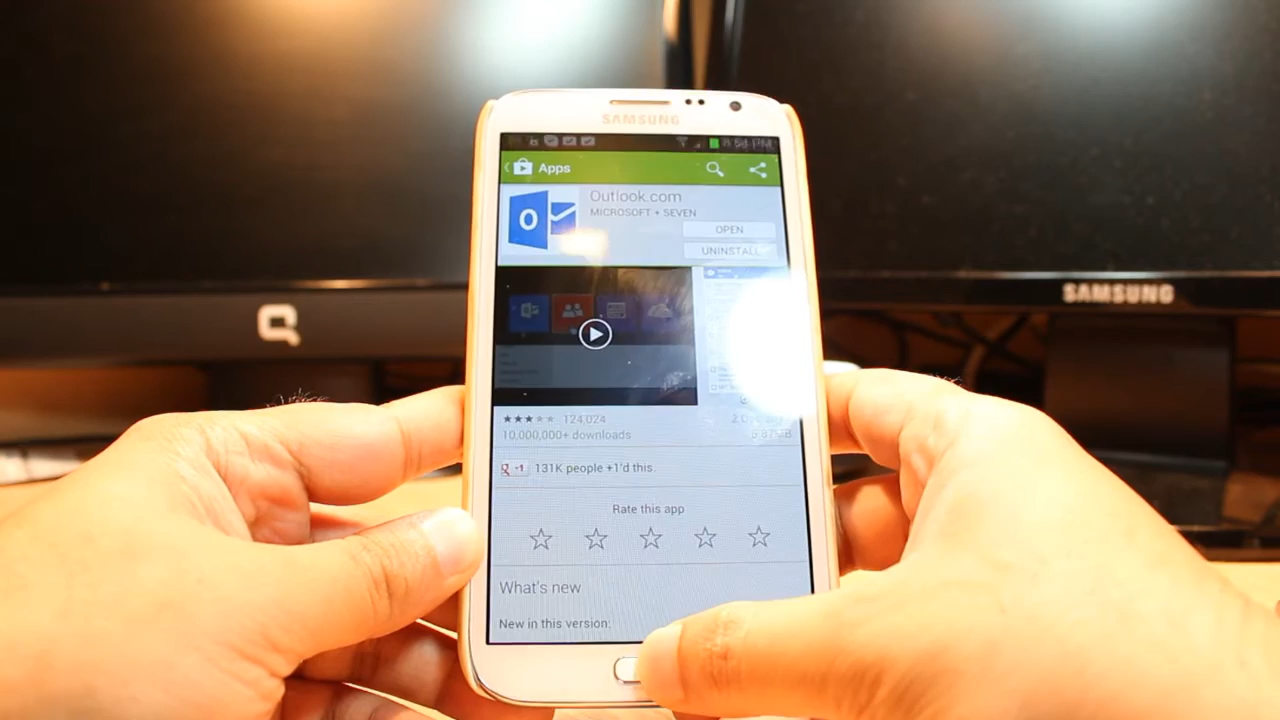 SAMSUNG
Apps
Outlook.com
MICROSOFT + SEVEN
OPEN
UNINSTALL
124,024
10,000,000+ downloads
+1
131K people +1'd this.
Rate this app
What's new
New in this version:
SAMSUNG